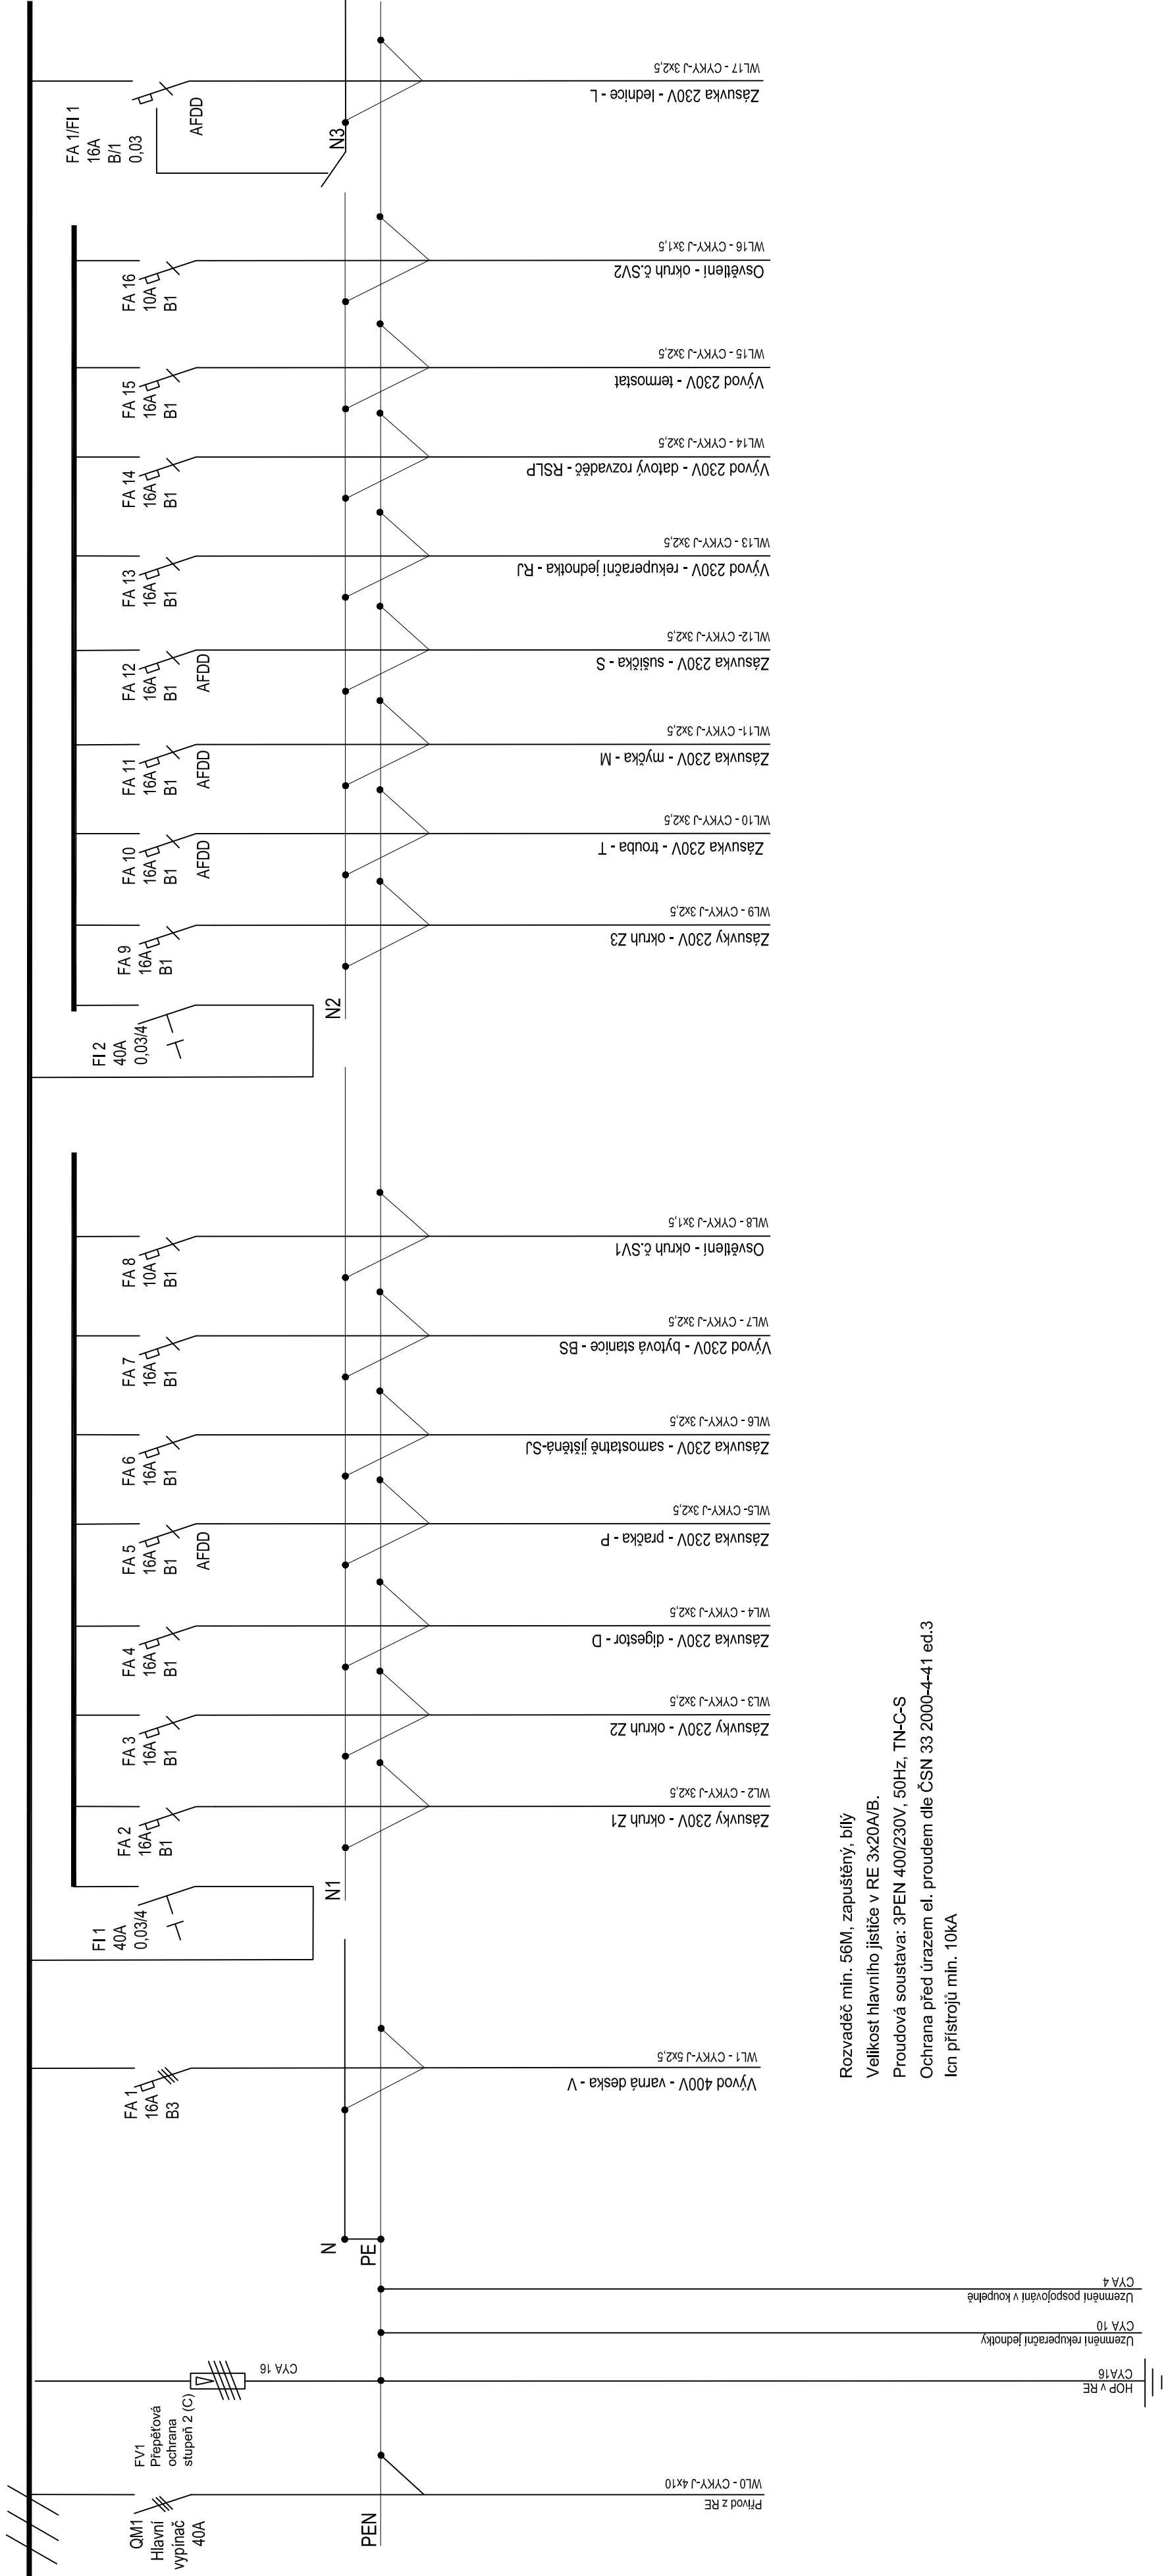 QM1
Hlavní
vypínač
40A
WL0 - CYKY-J 4x10
Přívod z RE
PEN
FV1
Přepěťová
ochrana
stupeň 2 (C)
CYA 16
CYA16
HOP v RE
CYA 10
Uzemnění rekuperační jednotky
CYA 4
Uzemnění pospojování v koupelně
N
PE
FA 1
16A
B3
WL1 - CYKY-J 5x2,5
Vývod 400V - varná deska - V
FI 1
40A
0,03/4
N1
FA 2
16A
B1
WL2 - CYKY-J 3x2,5
Zásuvky 230V - okruh Z1
FA 3
16A
B1
WL3 - CYKY-J 3x2,5
Zásuvky 230V - okruh Z2
FA 4
16A
B1
WL4 - CYKY-J 3x2,5
Zásuvka 230V - digestor - D
FA 5
16A
B1
AFDD
WL5- CYKY-J 3x2,5
Zásuvka 230V - pračka - P
FA 6
16A
B1
WL6 - CYKY-J 3x2,5
Zásuvka 230V - samostatně jištěná-SJ
FA 7
16A
B1
WL7 - CYKY-J 3x2,5
Vývod 230V - bytová stanice - BS
FA 8
10A
B1
WL8 - CYKY-J 3x1,5
Osvětlení - okruh č.SV1
FI 2
40A
0,03/4
N2
FA 9
16A
B1
WL9 - CYKY-J 3x2,5
Zásuvky 230V - okruh Z3
FA 10
16A
B1
AFDD
WL10 - CYKY-J 3x2,5
Zásuvka 230V - trouba - T
FA 11
16A
B1
AFDD
WL11- CYKY-J 3x2,5
Zásuvka 230V - myčka - M
FA 12
16A
B1
AFDD
WL12- CYKY-J 3x2,5
Zásuvka 230V - sušička - S
FA 13
16A
B1
WL13 - CYKY-J 3x2,5
Vývod 230V - rekuperační jednotka - RJ
FA 14
16A
B1
WL14 - CYKY-J 3x2,5
Vývod 230V - datový rozvaděč - RSLP
FA 15
16A
B1
WL15 - CYKY-J 3x2,5
Vývod 230V - termostat
FA 16
10A
B1
WL16 - CYKY-J 3x1,5
Osvětlení - okruh č.SV2
FA 1/FI 1
16A
B/1
0,03
AFDD
N3
WL17 - CYKY-J 3x2,5
Zásuvka 230V - lednice - L
Rozvaděč min. 56M, zapuštěný, bílý
Velikost hlavního jističe v RE 3x20A/B.
Proudová soustava: 3PEN 400/230V, 50Hz, TN-C-S
Ochrana před úrazem el. proudem dle ČSN 33 2000-4-41 ed.3
Icn přístrojů min. 10kA